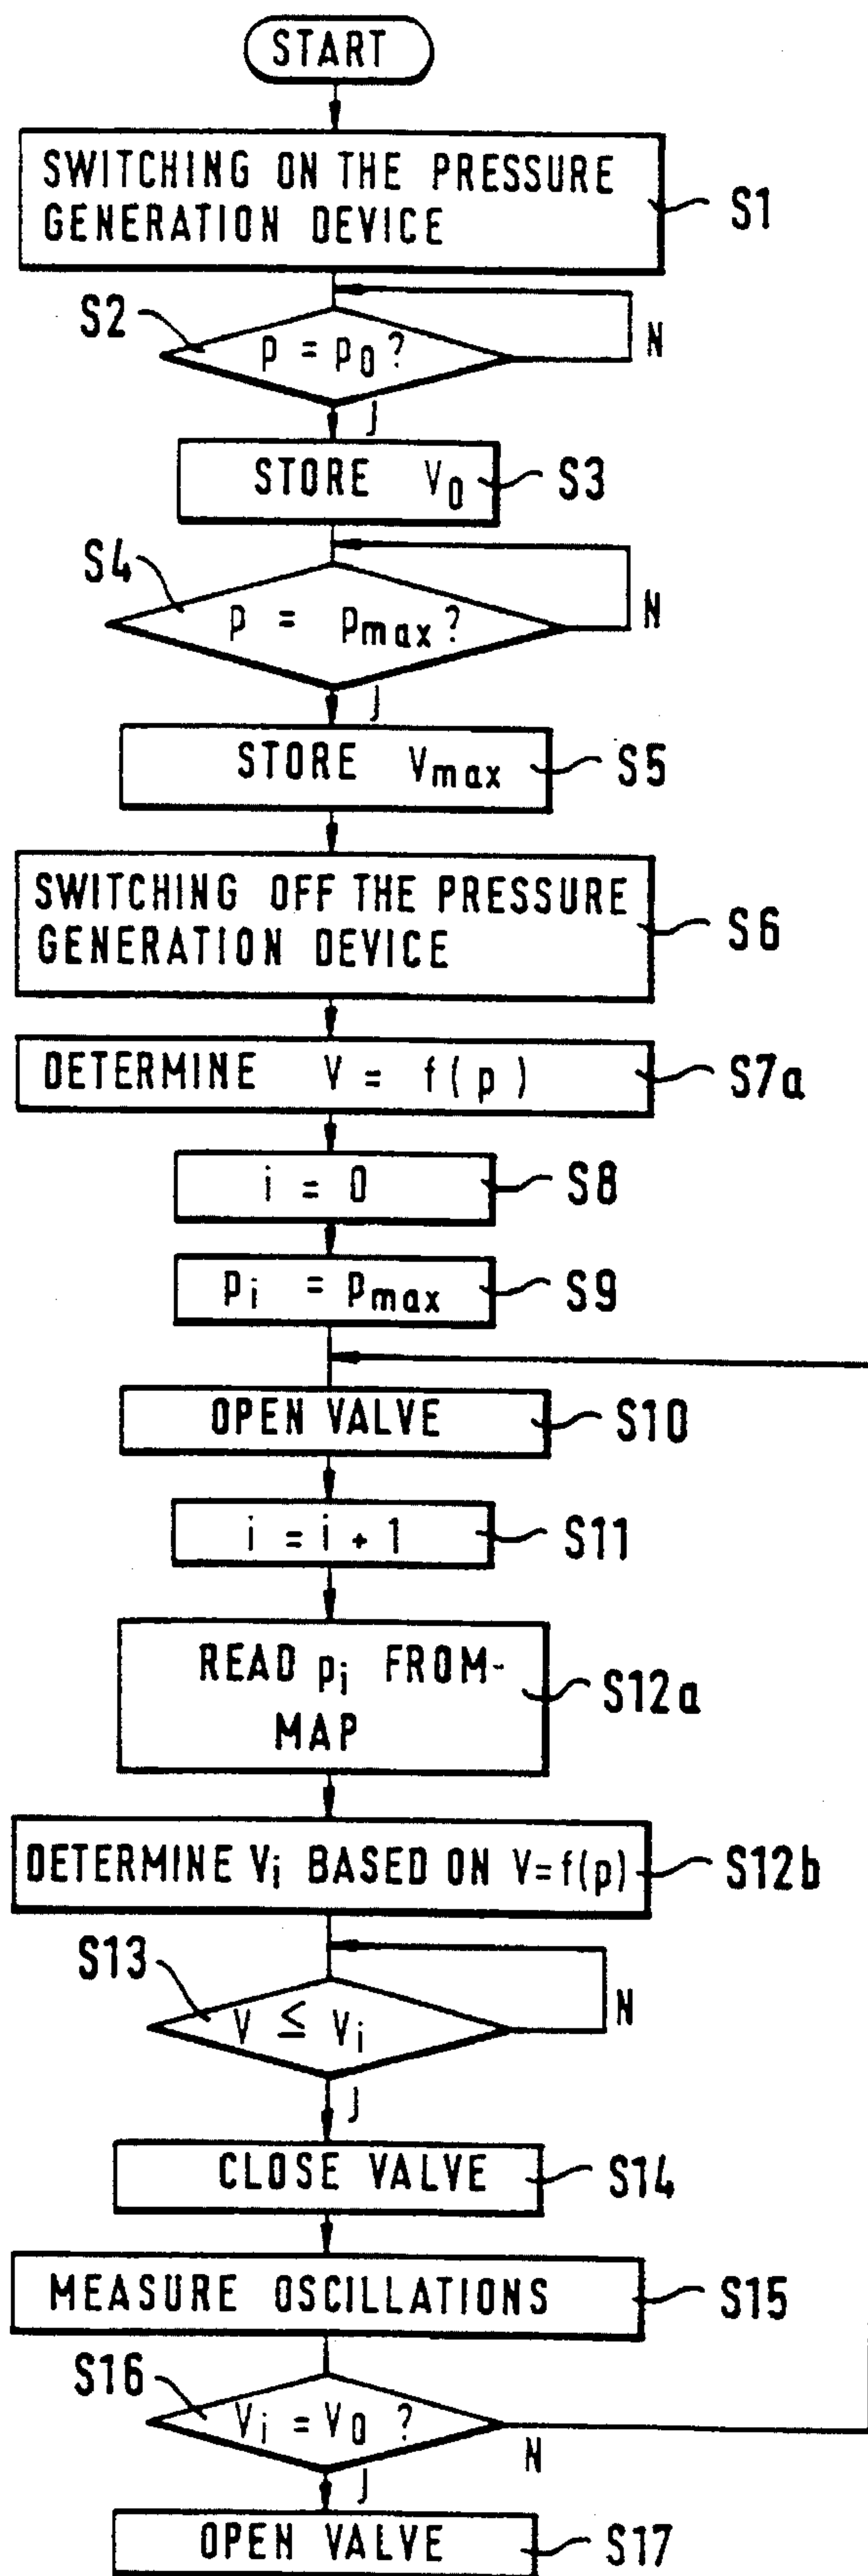 START
SWITCHING ON THE PRESSURE
GENERATION DEVICE
S1
S2
p = p0?
N
J
STORE V0
S3
S4
p = pmax?
N
J
STORE Vmax
S5
SWITCHING OFF THE PRESSURE
GENERATION DEVICE
S6
DETERMINE V = f(p)
S7a
i = 0
S8
pi = pmax
S9
OPEN VALVE
S10
i = i + 1
S11
READ pi FROM-
MAP
S12a
DETERMINE Vi BASED ON V=f(p)
S12b
S13
V ≤ Vi
N
J
CLOSE VALVE
S14
MEASURE OSCILLATIONS
S15
S16
Vi = V0 ?
N
J
OPEN VALVE
S17